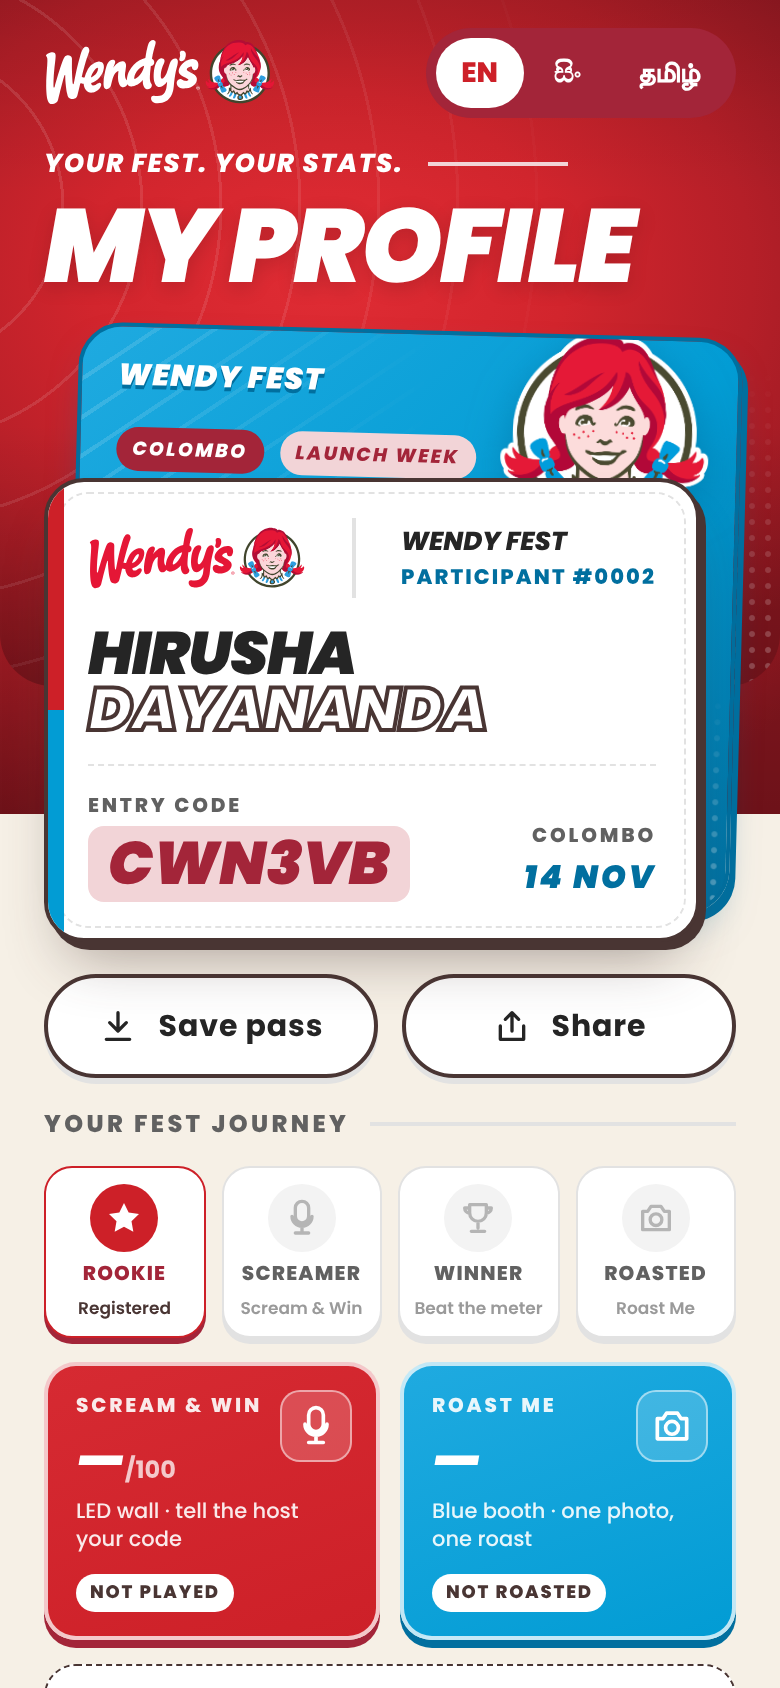 Wendy's
EN
සිං
தமிழ்
YOUR FEST. YOUR STATS.
MY PROFILE
WENDY FEST
COLOMBO
LAUNCH WEEK
Wendy's
WENDY FEST
PARTICIPANT #0002
HIRUSHA
DAYANANDA
ENTRY CODE
CWN3VB
COLOMBO
14 NOV
Save pass
Share
YOUR FEST JOURNEY
ROOKIE
Registered
SCREAMER
Scream & Win
WINNER
Beat the meter
ROASTED
Roast Me
SCREAM & WIN
—/100
LED wall · tell the host
your code
NOT PLAYED
ROAST ME
—
Blue booth · one photo,
one roast
NOT ROASTED